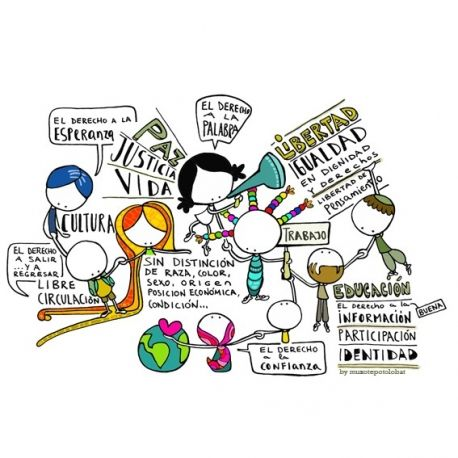 EL DERECHO A LA
ESPERANZA
PAZ
JUSTICIA
VIDA
EL DERECHO
A LA
PALABRA
LIBERTAD
IGUALDAD
EN DIGNIDAD
Y DERECHOS
LIBERTAD DE
PENSAMIENTO
CULTURA
EL DERECHO
A SALIR
...Y A
REGRESAR
LIBRE
CIRCULACIÓN
SIN DISTINCIÓN
DE RAZA, COLOR,
SEXO, ORIGEN
POSICIÓN ECONÓMICA,
CONDICIÓN...
TRABAJO
EDUCACIÓN
EL DERECHO A LA
BUENA
INFORMACIÓN
PARTICIPACIÓN
IDENTIDAD
EL DERECHO
A LA
CONFIANZA
by muxotepotolobat